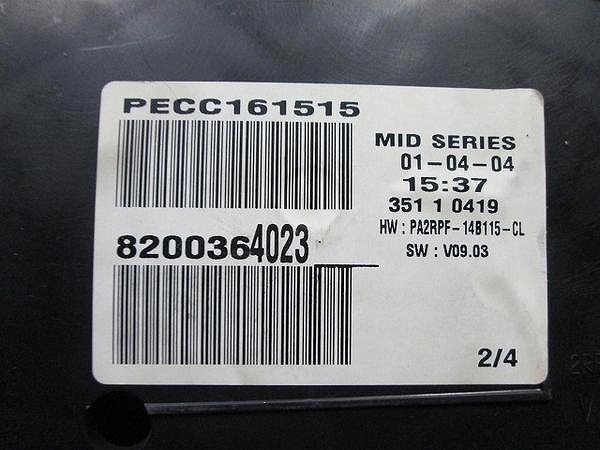 PECC161515
MID SERIES
01-04-04
15:37
351 1 0419
HW : PA2RPF-14B115-CL
SW : V09.03
8200364023
2/4